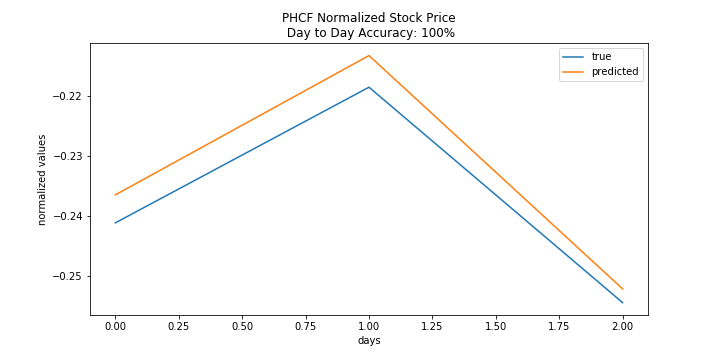 PHCF Normalized Stock Price
Day to Day Accuracy: 100%
true
predicted
normalized values
−0.22
−0.23
−0.24
−0.25
0.00 0.25 0.50 0.75 1.00 1.25 1.50 1.75 2.00
days